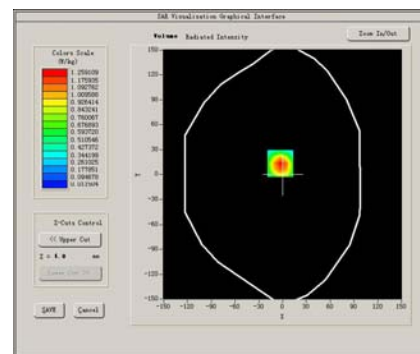 SAR Visualisation Graphical Interface
Volume Radiated Intensity
Zoom In/Out
Colors Scale
(W/kg)
1.259109
1.175935
1.092762
1.009588
0.926414
0.843241
0.760067
0.676893
0.593720
0.510546
0.427372
0.344199
0.261025
0.177851
0.094678
0.011504
Z-Cuts Control
<< Upper Cut
Z = 4.0 mm
Lower Cut >>
SAVE
Cancel
150
120
90
60
30
0
-30
-60
-90
-120
-150
Y
-150 -120 -90 -60 -30 0 30 60 90 120 150
X